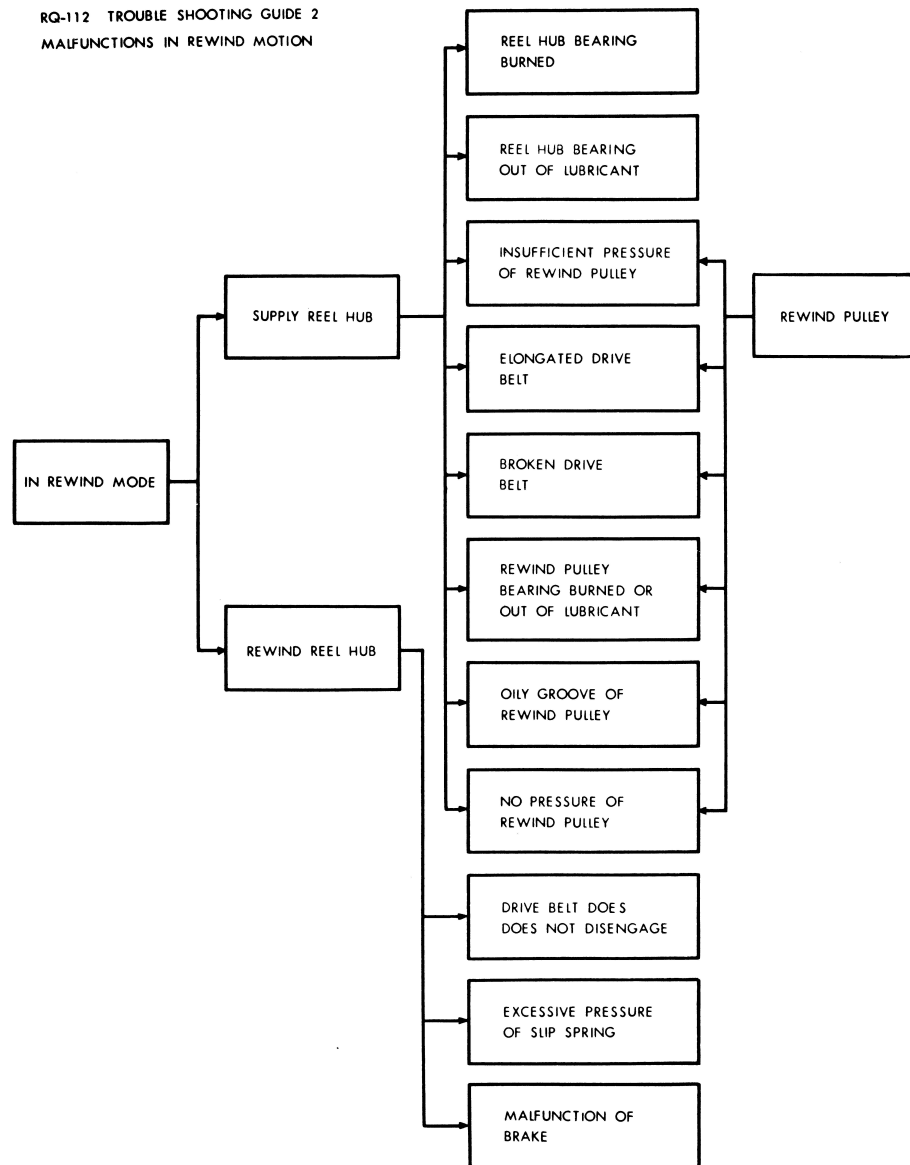 RQ-112 TROUBLE SHOOTING GUIDE 2
MALFUNCTIONS IN REWIND MOTION
REEL HUB BEARING
BURNED
REEL HUB BEARING
OUT OF LUBRICANT
INSUFFICIENT PRESSURE
OF REWIND PULLEY
SUPPLY REEL HUB
REWIND PULLEY
ELONGATED DRIVE
BELT
IN REWIND MODE
BROKEN DRIVE
BELT
REWIND PULLEY
BEARING BURNED OR
OUT OF LUBRICANT
REWIND REEL HUB
OILY GROOVE OF
REWIND PULLEY
NO PRESSURE OF
REWIND PULLEY
DRIVE BELT DOES
DOES NOT DISENGAGE
EXCESSIVE PRESSURE
OF SLIP SPRING
MALFUNCTION OF
BRAKE